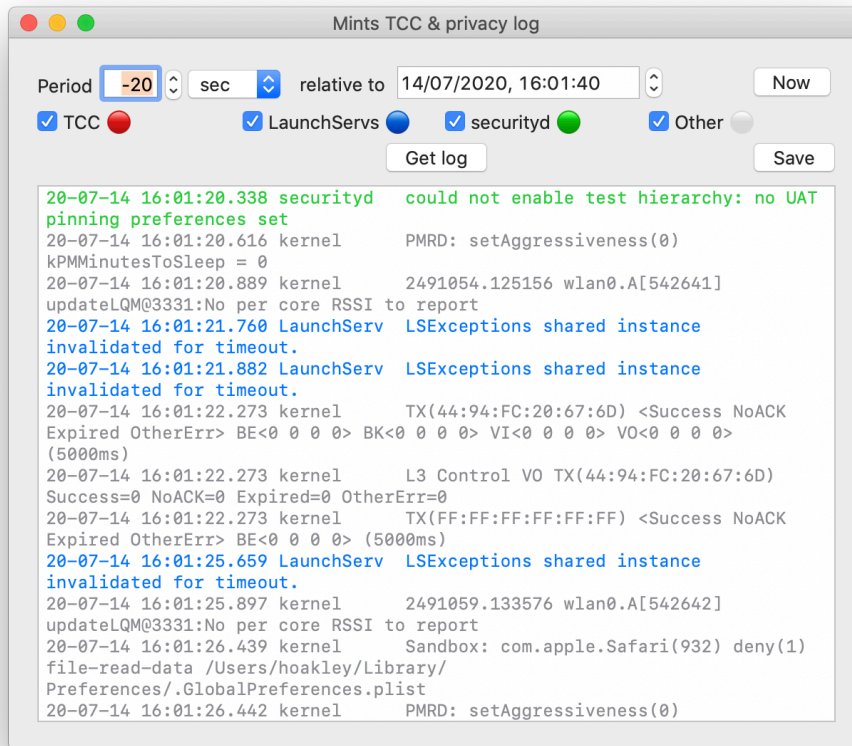 Mints TCC & privacy log
Period -20 sec relative to 14/07/2020, 16:01:40 Now
TCC LaunchServs securityd Other
Get log Save
20-07-14 16:01:20.338 securityd could not enable test hierarchy: no UAT
pinning preferences set
20-07-14 16:01:20.616 kernel PMRD: setAggressiveness(0)
kPMMinutesToSleep = 0
20-07-14 16:01:20.889 kernel 2491054.125156 wlan0.A[542641]
updateLQM@3331:No per core RSSI to report
20-07-14 16:01:21.760 LaunchServ LSExceptions shared instance
invalidated for timeout.
20-07-14 16:01:21.882 LaunchServ LSExceptions shared instance
invalidated for timeout.
20-07-14 16:01:22.273 kernel TX(44:94:FC:20:67:6D) <Success NoACK
Expired OtherErr> BE<0 0 0 0> BK<0 0 0 0> VI<0 0 0 0> VO<0 0 0 0>
(5000ms)
20-07-14 16:01:22.273 kernel L3 Control VO TX(44:94:FC:20:67:6D)
Success=0 NoACK=0 Expired=0 OtherErr=0
20-07-14 16:01:22.273 kernel TX(FF:FF:FF:FF:FF:FF) <Success NoACK
Expired OtherErr> BE<0 0 0 0> (5000ms)
20-07-14 16:01:25.659 LaunchServ LSExceptions shared instance
invalidated for timeout.
20-07-14 16:01:25.897 kernel 2491059.133576 wlan0.A[542642]
updateLQM@3331:No per core RSSI to report
20-07-14 16:01:26.439 kernel Sandbox: com.apple.Safari(932) deny(1)
file-read-data /Users/hoakley/Library/
Preferences/.GlobalPreferences.plist
20-07-14 16:01:26.442 kernel PMRD: setAggressiveness(0)